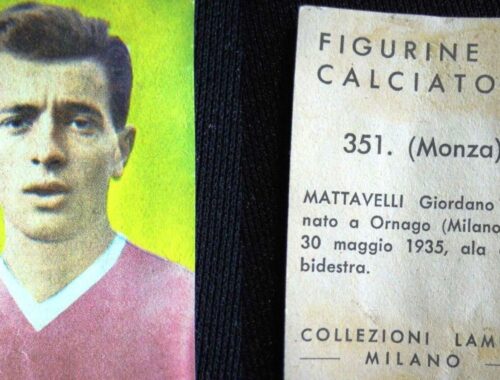 FIGURINE
CALCIATO
351. (Monza)
MATTAVELLI Giordano
nato a Ornago (Milano
30 maggio 1935, ala
bidestra.
COLLEZIONI LAM
MILANO